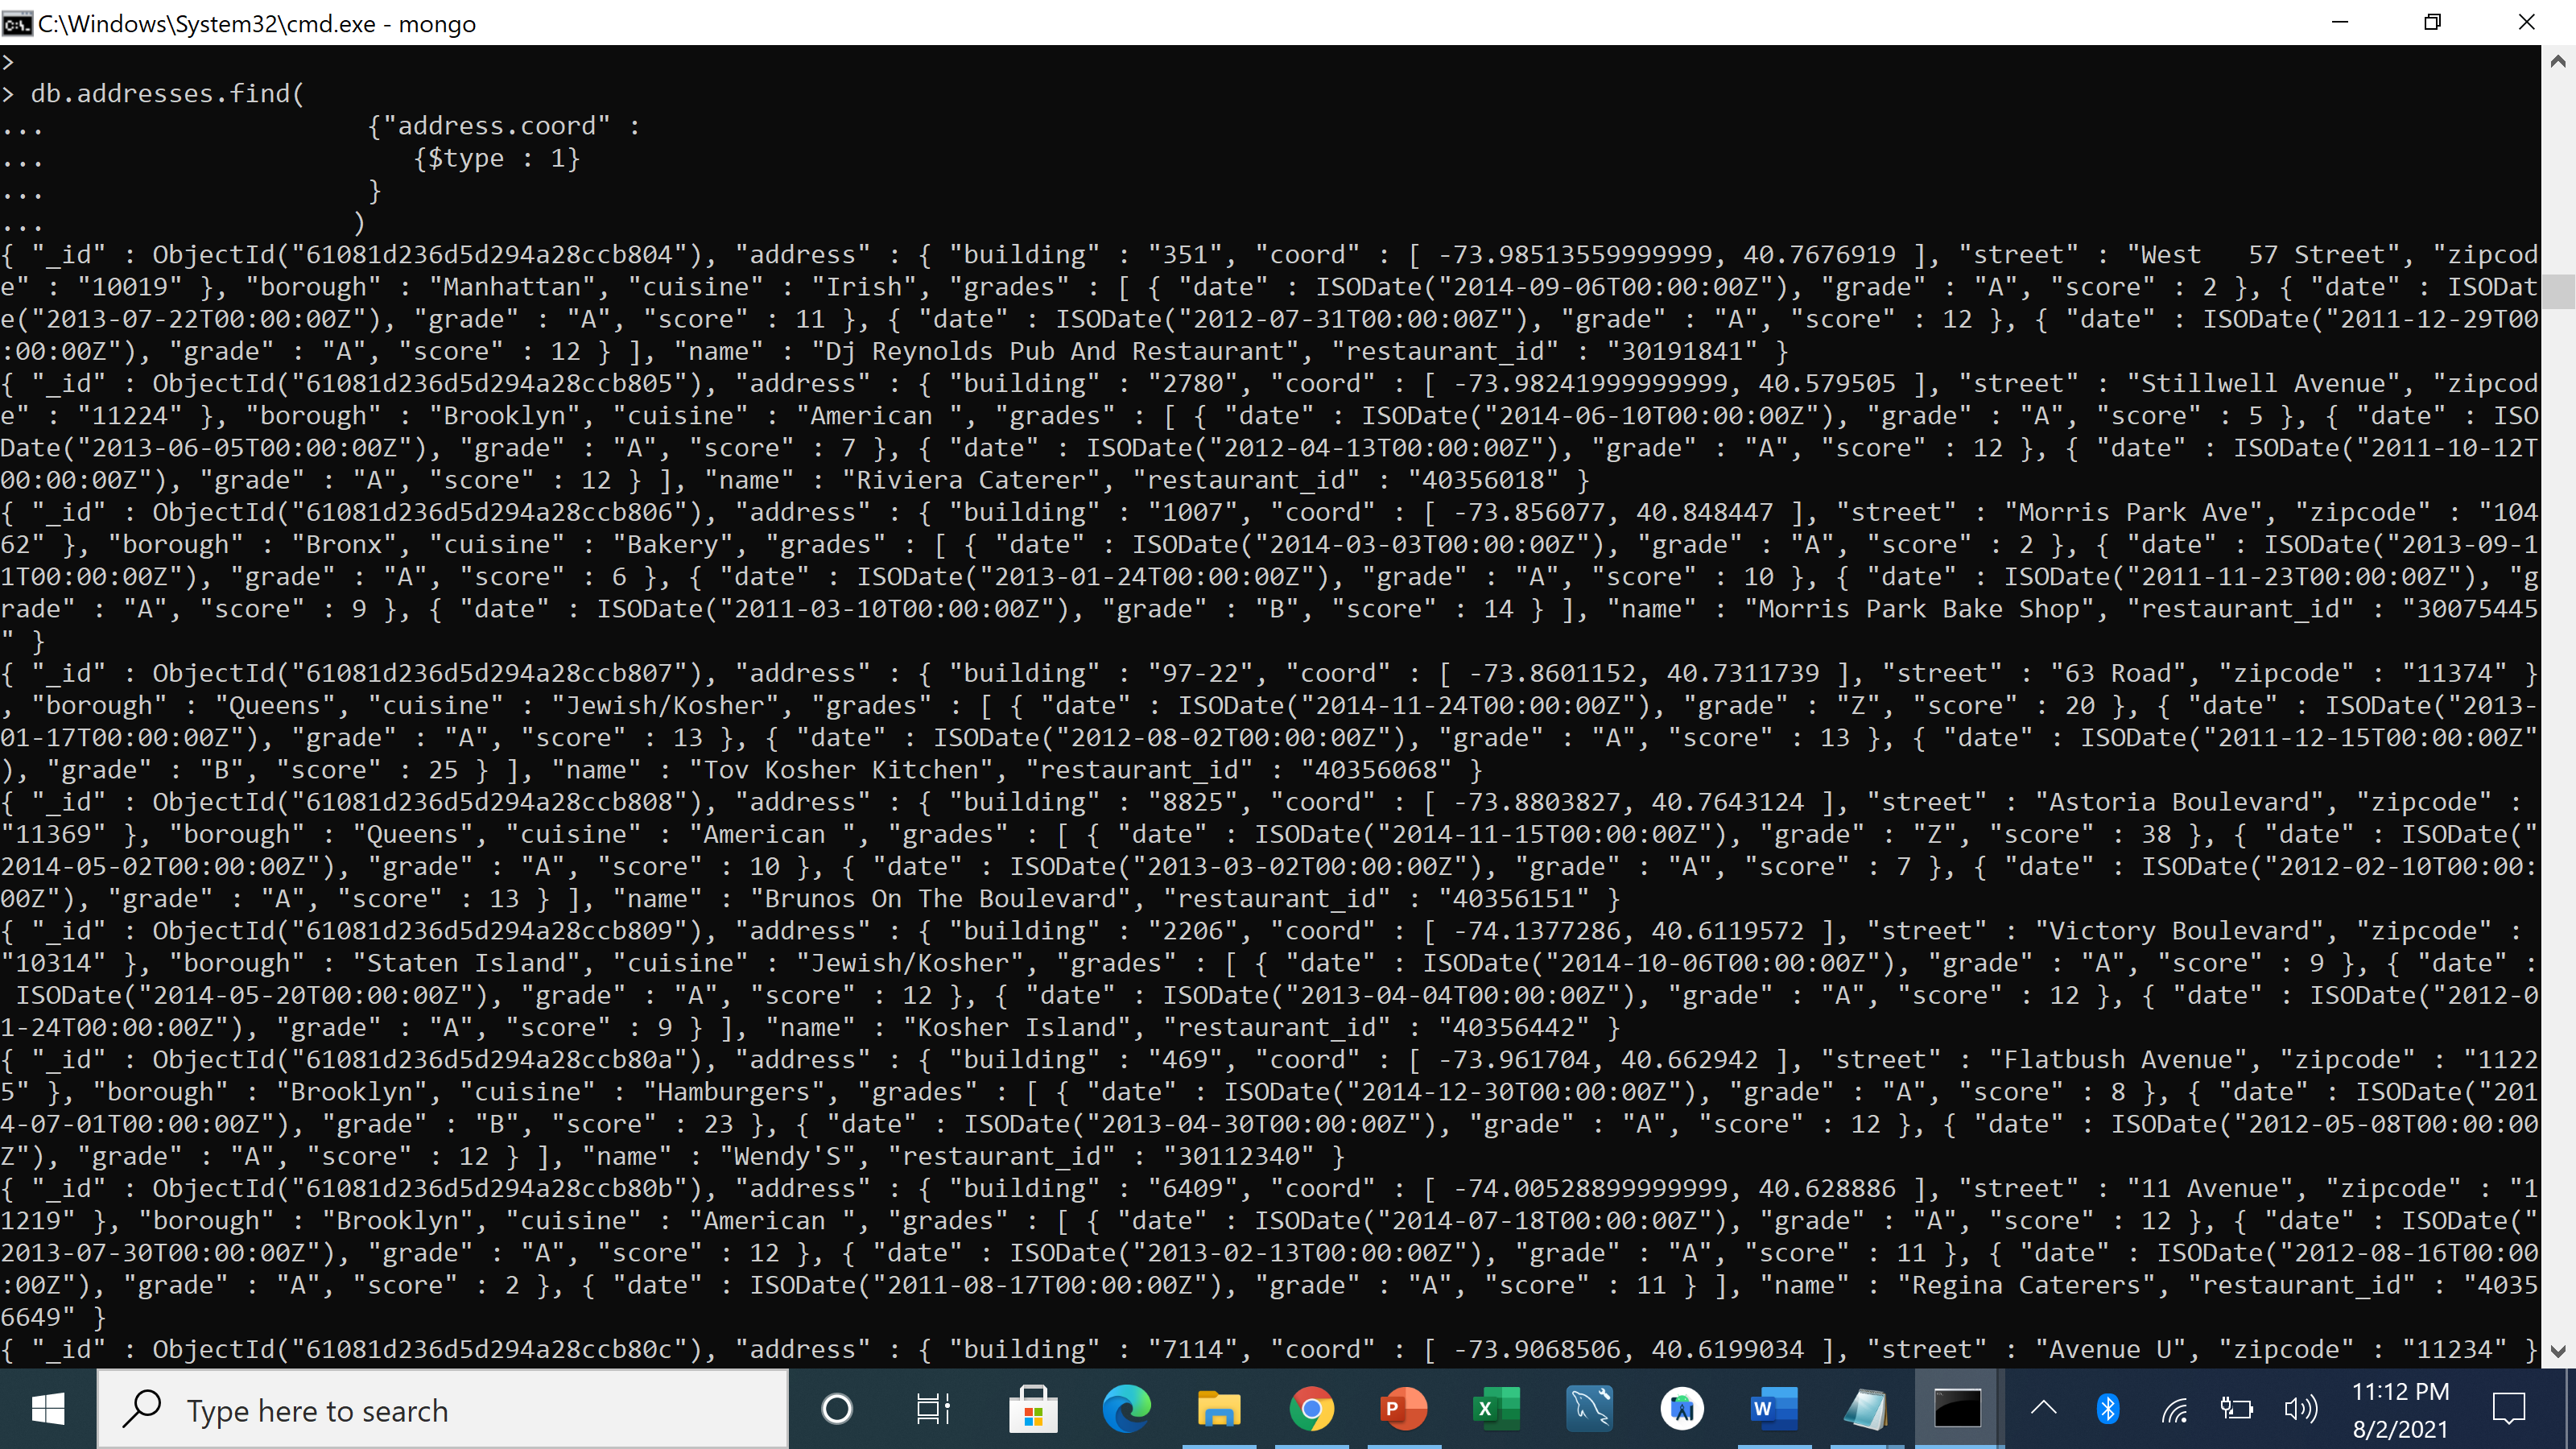 C:\Windows\System32\cmd.exe - mongo
>
> db.addresses.find(
...                     {"address.coord" :
...                        {$type : 1}
...                     }
...                    )
{ "_id" : ObjectId("61081d236d5d294a28ccb804"), "address" : { "building" : "351", "coord" : [ -73.98513559999999, 40.7676919 ], "street" : "West   57 Street", "zipcod
e" : "10019" }, "borough" : "Manhattan", "cuisine" : "Irish", "grades" : [ { "date" : ISODate("2014-09-06T00:00:00Z"), "grade" : "A", "score" : 2 }, { "date" : ISODat
e("2013-07-22T00:00:00Z"), "grade" : "A", "score" : 11 }, { "date" : ISODate("2012-07-31T00:00:00Z"), "grade" : "A", "score" : 12 }, { "date" : ISODate("2011-12-29T00
:00:00Z"), "grade" : "A", "score" : 12 } ], "name" : "Dj Reynolds Pub And Restaurant", "restaurant_id" : "30191841" }
{ "_id" : ObjectId("61081d236d5d294a28ccb805"), "address" : { "building" : "2780", "coord" : [ -73.98241999999999, 40.579505 ], "street" : "Stillwell Avenue", "zipcod
e" : "11224" }, "borough" : "Brooklyn", "cuisine" : "American ", "grades" : [ { "date" : ISODate("2014-06-10T00:00:00Z"), "grade" : "A", "score" : 5 }, { "date" : ISO
Date("2013-06-05T00:00:00Z"), "grade" : "A", "score" : 7 }, { "date" : ISODate("2012-04-13T00:00:00Z"), "grade" : "A", "score" : 12 }, { "date" : ISODate("2011-10-12T
00:00:00Z"), "grade" : "A", "score" : 12 } ], "name" : "Riviera Caterer", "restaurant_id" : "40356018" }
{ "_id" : ObjectId("61081d236d5d294a28ccb806"), "address" : { "building" : "1007", "coord" : [ -73.856077, 40.848447 ], "street" : "Morris Park Ave", "zipcode" : "104
62" }, "borough" : "Bronx", "cuisine" : "Bakery", "grades" : [ { "date" : ISODate("2014-03-03T00:00:00Z"), "grade" : "A", "score" : 2 }, { "date" : ISODate("2013-09-1
1T00:00:00Z"), "grade" : "A", "score" : 6 }, { "date" : ISODate("2013-01-24T00:00:00Z"), "grade" : "A", "score" : 10 }, { "date" : ISODate("2011-11-23T00:00:00Z"), "g
rade" : "A", "score" : 9 }, { "date" : ISODate("2011-03-10T00:00:00Z"), "grade" : "B", "score" : 14 } ], "name" : "Morris Park Bake Shop", "restaurant_id" : "30075445
" }
{ "_id" : ObjectId("61081d236d5d294a28ccb807"), "address" : { "building" : "97-22", "coord" : [ -73.8601152, 40.7311739 ], "street" : "63 Road", "zipcode" : "11374" }
, "borough" : "Queens", "cuisine" : "Jewish/Kosher", "grades" : [ { "date" : ISODate("2014-11-24T00:00:00Z"), "grade" : "Z", "score" : 20 }, { "date" : ISODate("2013-
01-17T00:00:00Z"), "grade" : "A", "score" : 13 }, { "date" : ISODate("2012-08-02T00:00:00Z"), "grade" : "A", "score" : 13 }, { "date" : ISODate("2011-12-15T00:00:00Z"
), "grade" : "B", "score" : 25 } ], "name" : "Tov Kosher Kitchen", "restaurant_id" : "40356068" }
{ "_id" : ObjectId("61081d236d5d294a28ccb808"), "address" : { "building" : "8825", "coord" : [ -73.8803827, 40.7643124 ], "street" : "Astoria Boulevard", "zipcode" :
"11369" }, "borough" : "Queens", "cuisine" : "American ", "grades" : [ { "date" : ISODate("2014-11-15T00:00:00Z"), "grade" : "Z", "score" : 38 }, { "date" : ISODate("
2014-05-02T00:00:00Z"), "grade" : "A", "score" : 10 }, { "date" : ISODate("2013-03-02T00:00:00Z"), "grade" : "A", "score" : 7 }, { "date" : ISODate("2012-02-10T00:00:
00Z"), "grade" : "A", "score" : 13 } ], "name" : "Brunos On The Boulevard", "restaurant_id" : "40356151" }
{ "_id" : ObjectId("61081d236d5d294a28ccb809"), "address" : { "building" : "2206", "coord" : [ -74.1377286, 40.6119572 ], "street" : "Victory Boulevard", "zipcode" :
"10314" }, "borough" : "Staten Island", "cuisine" : "Jewish/Kosher", "grades" : [ { "date" : ISODate("2014-10-06T00:00:00Z"), "grade" : "A", "score" : 9 }, { "date" :
 ISODate("2014-05-20T00:00:00Z"), "grade" : "A", "score" : 12 }, { "date" : ISODate("2013-04-04T00:00:00Z"), "grade" : "A", "score" : 12 }, { "date" : ISODate("2012-0
1-24T00:00:00Z"), "grade" : "A", "score" : 9 } ], "name" : "Kosher Island", "restaurant_id" : "40356442" }
{ "_id" : ObjectId("61081d236d5d294a28ccb80a"), "address" : { "building" : "469", "coord" : [ -73.961704, 40.662942 ], "street" : "Flatbush Avenue", "zipcode" : "1122
5" }, "borough" : "Brooklyn", "cuisine" : "Hamburgers", "grades" : [ { "date" : ISODate("2014-12-30T00:00:00Z"), "grade" : "A", "score" : 8 }, { "date" : ISODate("201
4-07-01T00:00:00Z"), "grade" : "B", "score" : 23 }, { "date" : ISODate("2013-04-30T00:00:00Z"), "grade" : "A", "score" : 12 }, { "date" : ISODate("2012-05-08T00:00:00
Z"), "grade" : "A", "score" : 12 } ], "name" : "Wendy'S", "restaurant_id" : "30112340" }
{ "_id" : ObjectId("61081d236d5d294a28ccb80b"), "address" : { "building" : "6409", "coord" : [ -74.00528899999999, 40.628886 ], "street" : "11 Avenue", "zipcode" : "1
1219" }, "borough" : "Brooklyn", "cuisine" : "American ", "grades" : [ { "date" : ISODate("2014-07-18T00:00:00Z"), "grade" : "A", "score" : 12 }, { "date" : ISODate("
2013-07-30T00:00:00Z"), "grade" : "A", "score" : 12 }, { "date" : ISODate("2013-02-13T00:00:00Z"), "grade" : "A", "score" : 11 }, { "date" : ISODate("2012-08-16T00:00
:00Z"), "grade" : "A", "score" : 2 }, { "date" : ISODate("2011-08-17T00:00:00Z"), "grade" : "A", "score" : 11 } ], "name" : "Regina Caterers", "restaurant_id" : "4035
6649" }
{ "_id" : ObjectId("61081d236d5d294a28ccb80c"), "address" : { "building" : "7114", "coord" : [ -73.9068506, 40.6199034 ], "street" : "Avenue U", "zipcode" : "11234" }
Type here to search
11:12 PM
8/2/2021